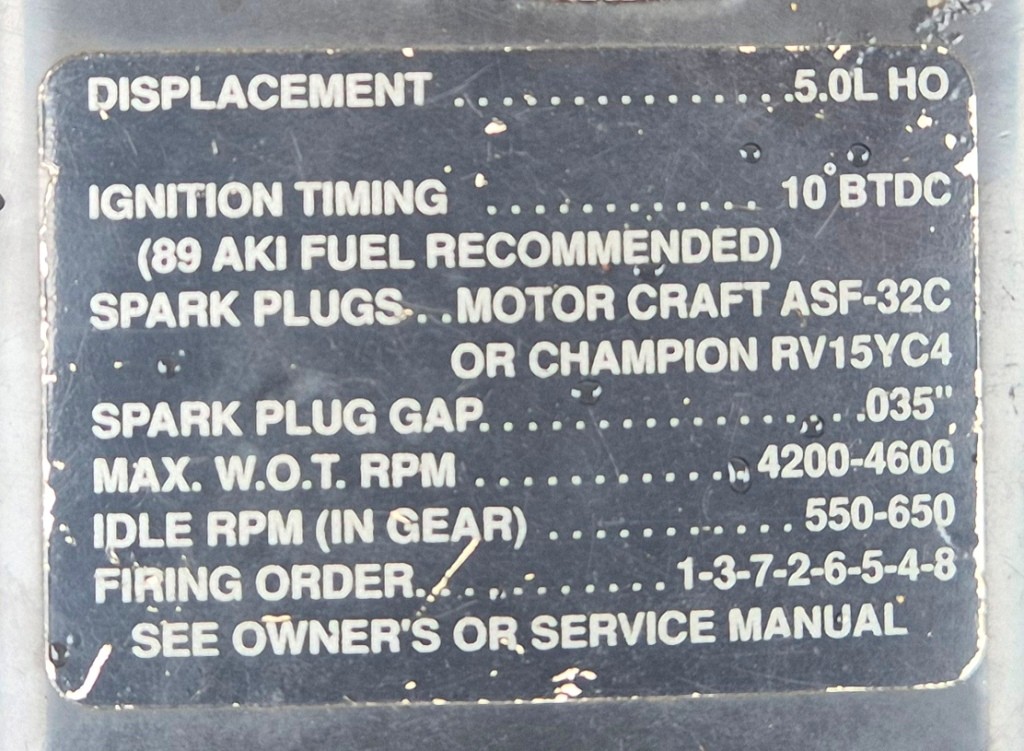 DISPLACEMENT ................5.0L HO
IGNITION TIMING ............. 10°BTDC
(89 AKI FUEL RECOMMENDED)
SPARK PLUGS...MOTOR CRAFT ASF-32C
OR CHAMPION RV15YC4
SPARK PLUG GAP..................035"
MAX. W.O.T. RPM ............. 4200-4600
IDLE RPM (IN GEAR) ............ 550-650
FIRING ORDER............. 1-3-7-2-6-5-4-8
SEE OWNER'S OR SERVICE MANUAL